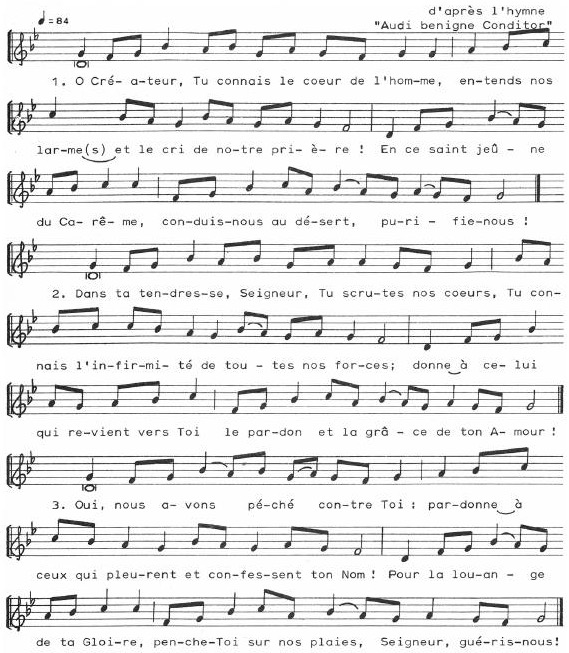 ♩=84
d'après l'hymne
"Audi benigne Conditor"
1. O Cré- a-teur, Tu connais le coeur de l'hom-me, en-tends nos
lar-me(s) et le cri de no-tre pri- è- re ! En ce saint jeû - ne
du Ca- rê- me, con-duis-nous au dé-sert, pu-ri - fie-nous !
2. Dans ta ten-dres-se, Seigneur, Tu scru-tes nos coeurs, Tu con-
nais l'in-fir-mi-té de tou - tes nos for-ces; donne à ce- lui
qui re-vient vers Toi le par-don et la grâ - ce de ton A-mour !
3. Oui, nous a- vons pé-ché con-tre Toi : par-donne à
ceux qui pleu-rent et con-fes-sent ton Nom ! Pour la lou-an - ge
de ta Gloi-re, pen-che-Toi sur nos plaies, Seigneur, gué-ris-nous!